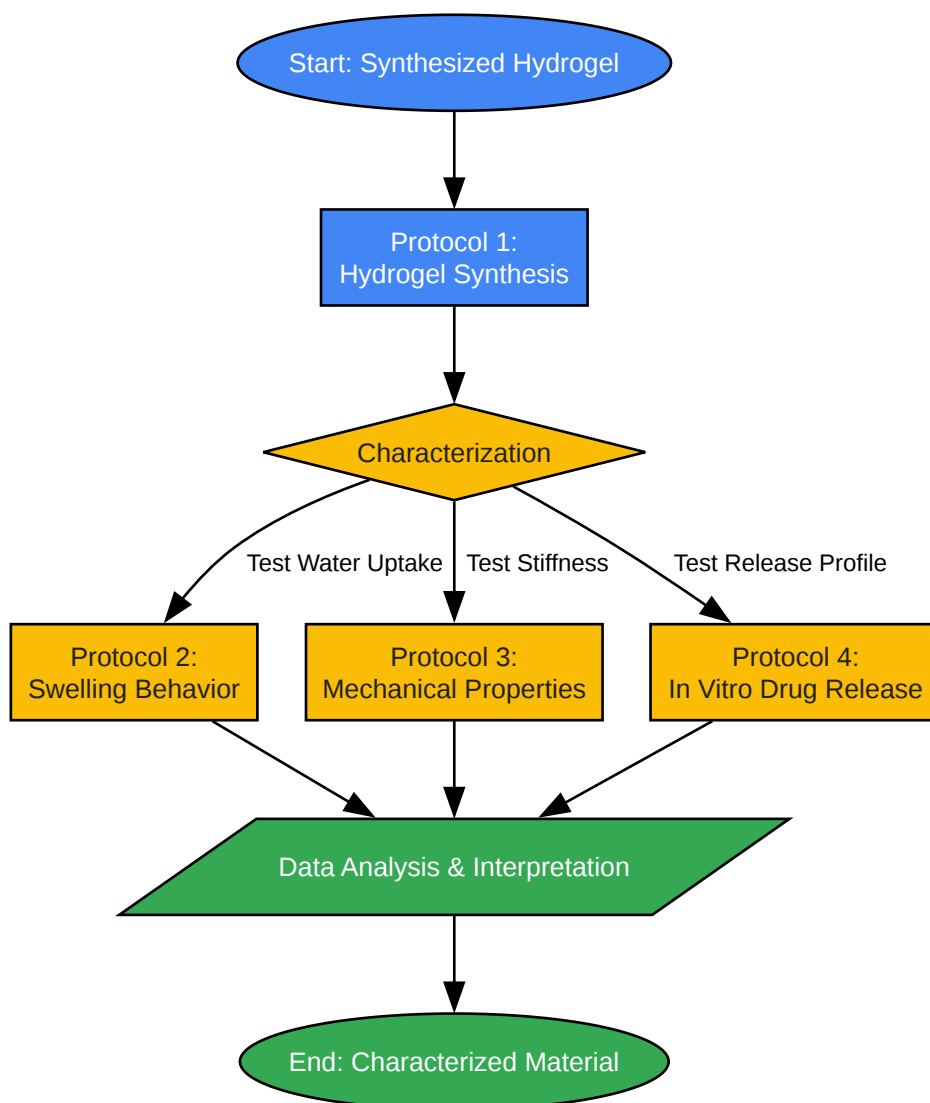 Start: Synthesized Hydrogel
Protocol 1:
Hydrogel Synthesis
Characterization
Test Water Uptake
Test Stiffness
Test Release Profile
Protocol 2:
Swelling Behavior
Protocol 3:
Mechanical Properties
Protocol 4:
In Vitro Drug Release
Data Analysis & Interpretation
End: Characterized Material